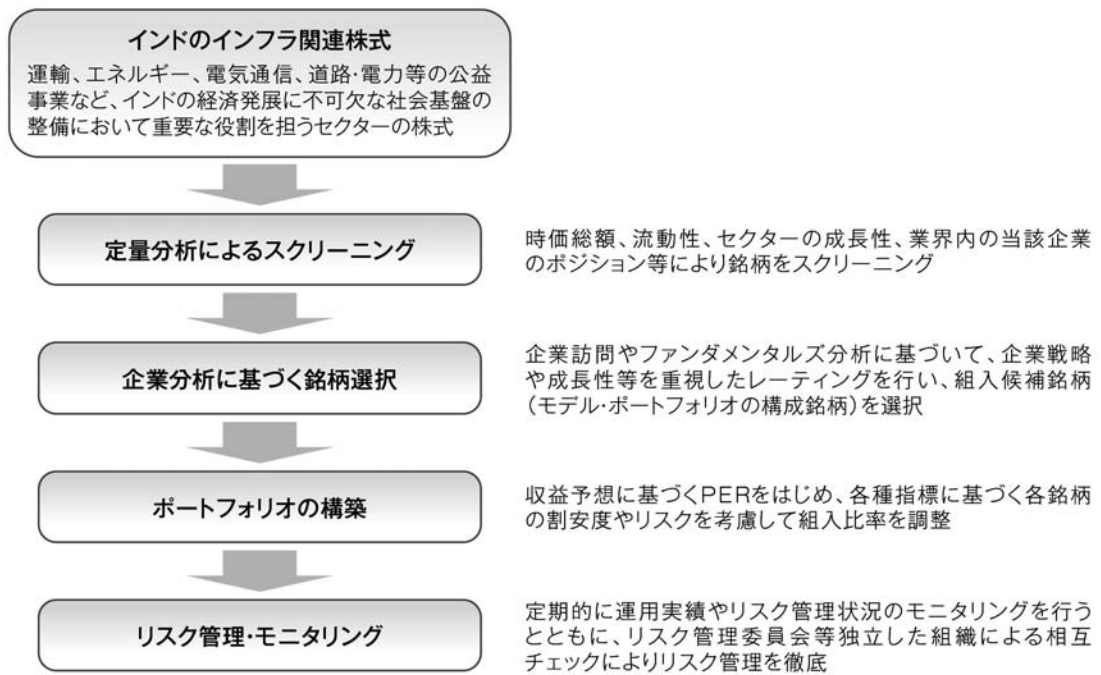 インドのインフラ関連株式
運輸、エネルギー、電気通信、道路・電力等の公益
事業など、インドの経済発展に不可欠な社会基盤の
整備において重要な役割を担うセクターの株式
定量分析によるスクリーニング
時価総額、流動性、セクターの成長性、業界内の当該企業
のポジション等により銘柄をスクリーニング
企業分析に基づく銘柄選択
企業訪問やファンダメンタルズ分析に基づいて、企業戦略
や成長性等を重視したレーティングを行い、組入候補銘柄
(モデル・ポートフォリオの構成銘柄)を選択
ポートフォリオの構築
収益予想に基づくPERをはじめ、各種指標に基づく各銘柄
の割安度やリスクを考慮して組入比率を調整
リスク管理・モニタリング
定期的に運用実績やリスク管理状況のモニタリングを行う
とともに、リスク管理委員会等独立した組織による相互
チェックによりリスク管理を徹底